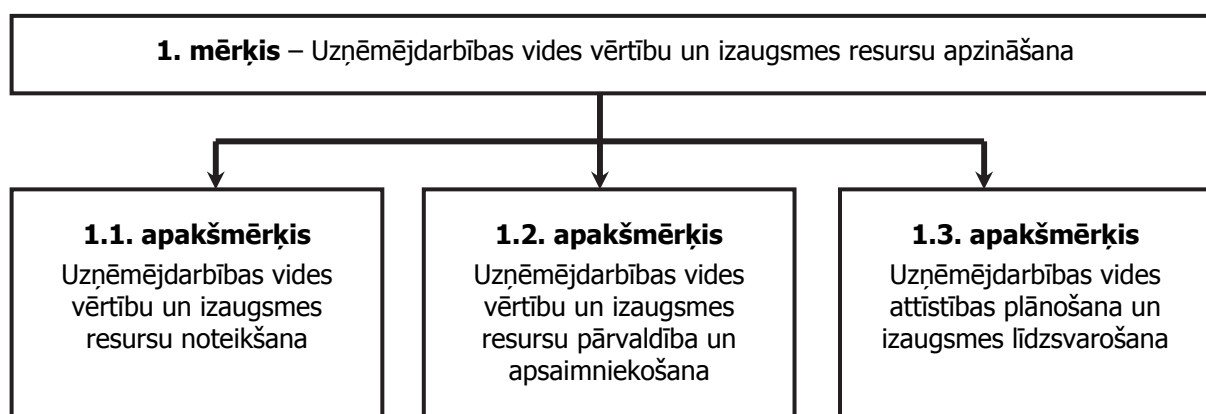 1. mērķis – Uzņēmējdarbības vides vērtību un izaugsmes resursu apzināšana
1.1. apakšmērķis
Uzņēmējdarbības vides
vērtību un izaugsmes
resursu noteikšana
1.2. apakšmērķis
Uzņēmējdarbības vides
vērtību un izaugsmes
resursu pārvaldība un
apsaimniekošana
1.3. apakšmērķis
Uzņēmējdarbības vides
attīstības plānošana un
izaugsmes līdzsvarošana